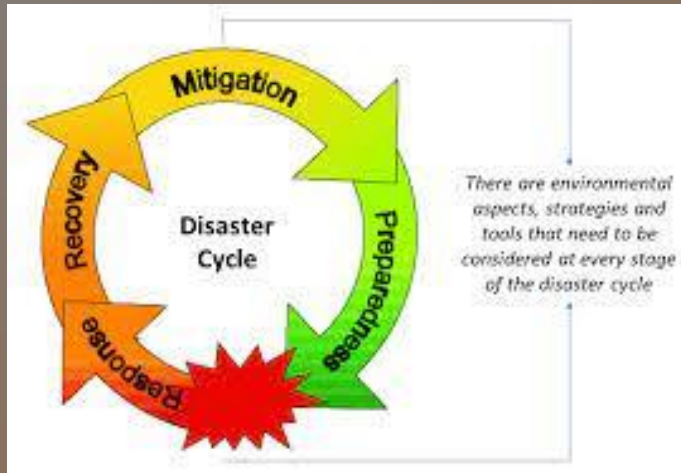 Mitigation
Preparedness
Response
Recovery
Disaster
Cycle
There are environmental
aspects, strategies and
tools that need to be
considered at every stage
of the disaster cycle